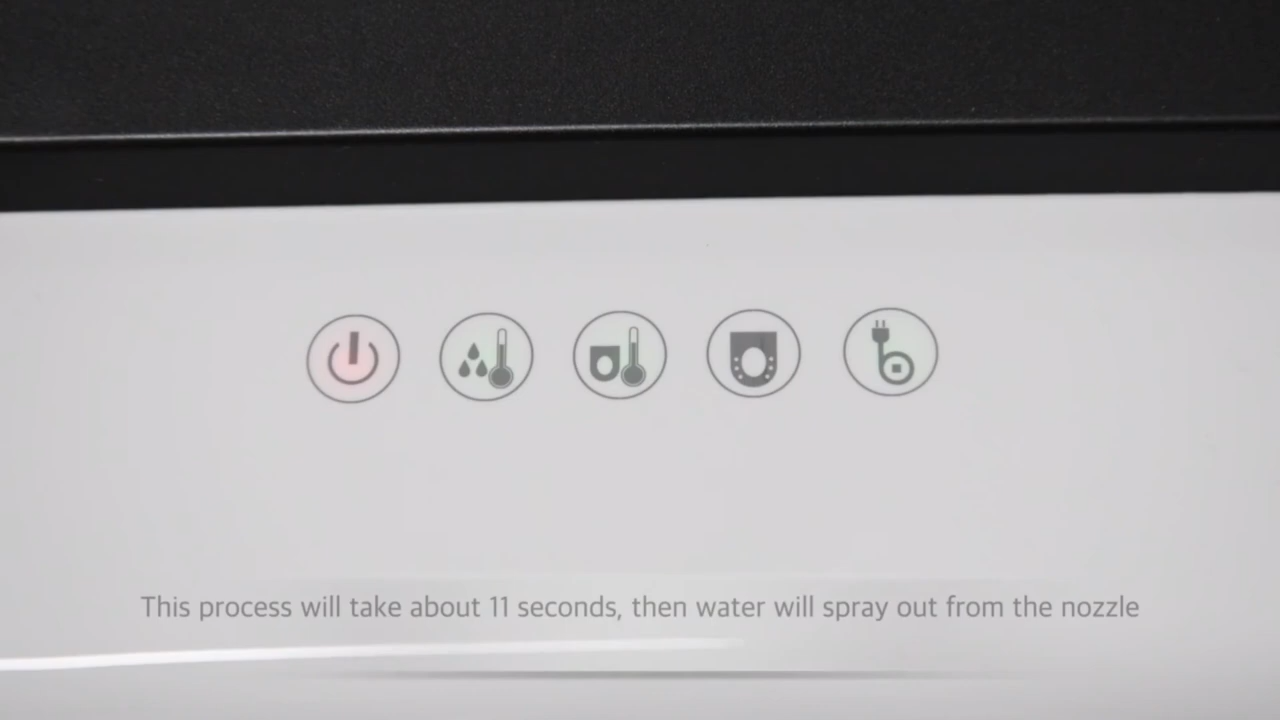 This process will take about 11 seconds, then water will spray out from the nozzle